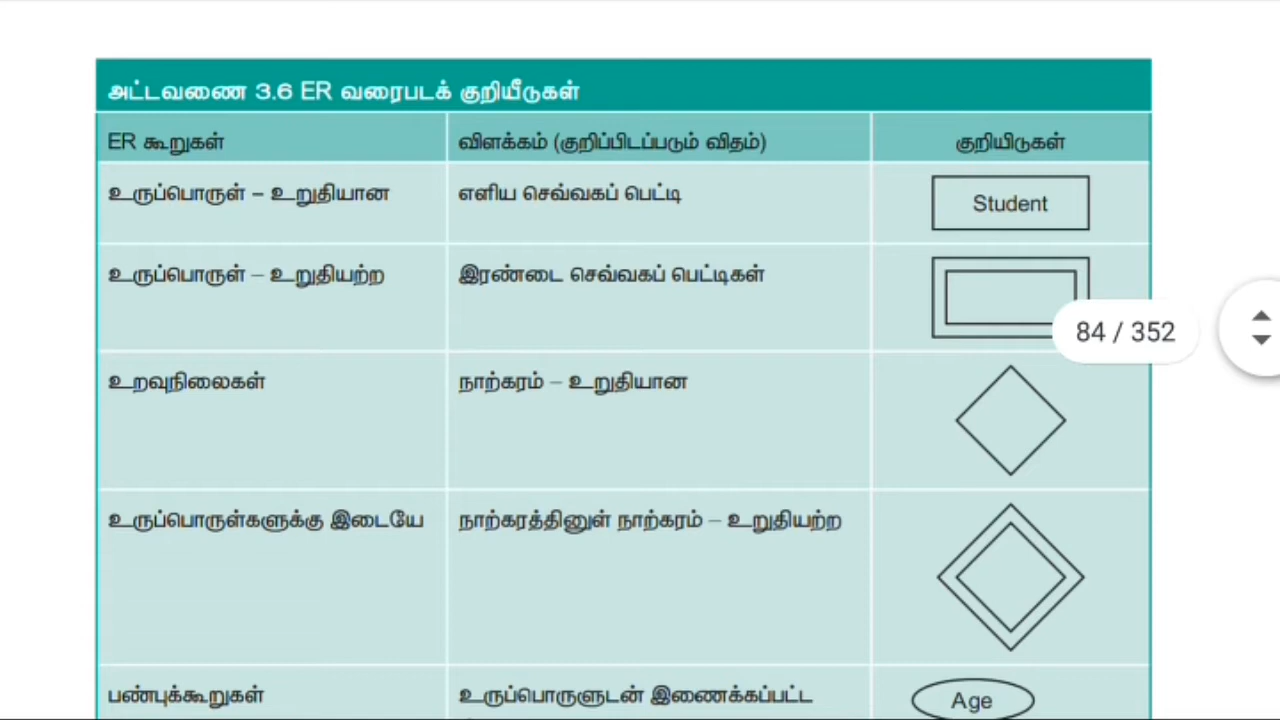 அட்டவணை 3.6 ER வரைபடக் குறியீடுகள்
ER கூறுகள் விளக்கம் (குறிப்பிடப்படும் விதம்) குறியிடுகள்
உருப்பொருள் – உறுதியான எளிய செவ்வகப் பெட்டி Student
உருப்பொருள் – உறுதியற்ற இரண்டை செவ்வகப் பெட்டிகள்
84 / 352
உறவுநிலைகள் நாற்கரம் – உறுதியான
உருப்பொருள்களுக்கு இடையே நாற்கரத்தினுள் நாற்கரம் – உறுதியற்ற
பண்புக்கூறுகள் உருப்பொருளுடன் இணைக்கப்பட்ட Age